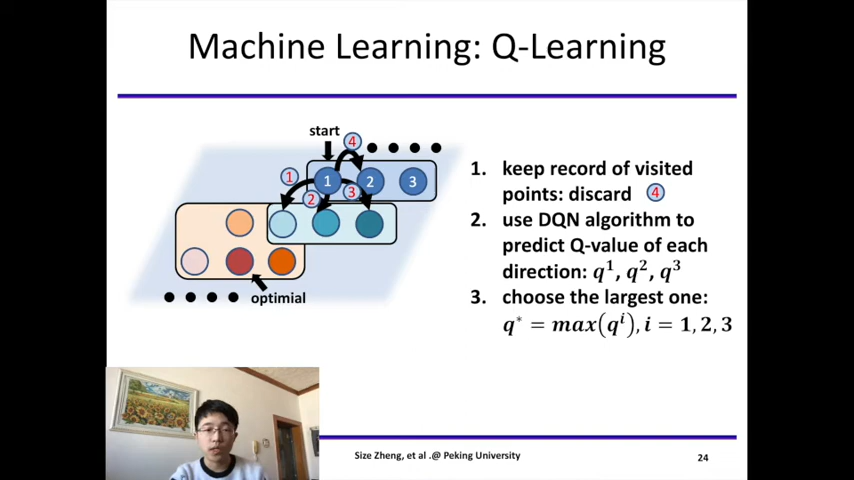 Machine Learning: Q-Learning
start
4
1
1
2
3
3
2
optimial
1. keep record of visited
points: discard 4
2. use DQN algorithm to
predict Q-value of each
direction: q¹, q², q³
3. choose the largest one:
q* = max(qⁱ), i = 1, 2, 3
Size Zheng, et al .@ Peking University
24